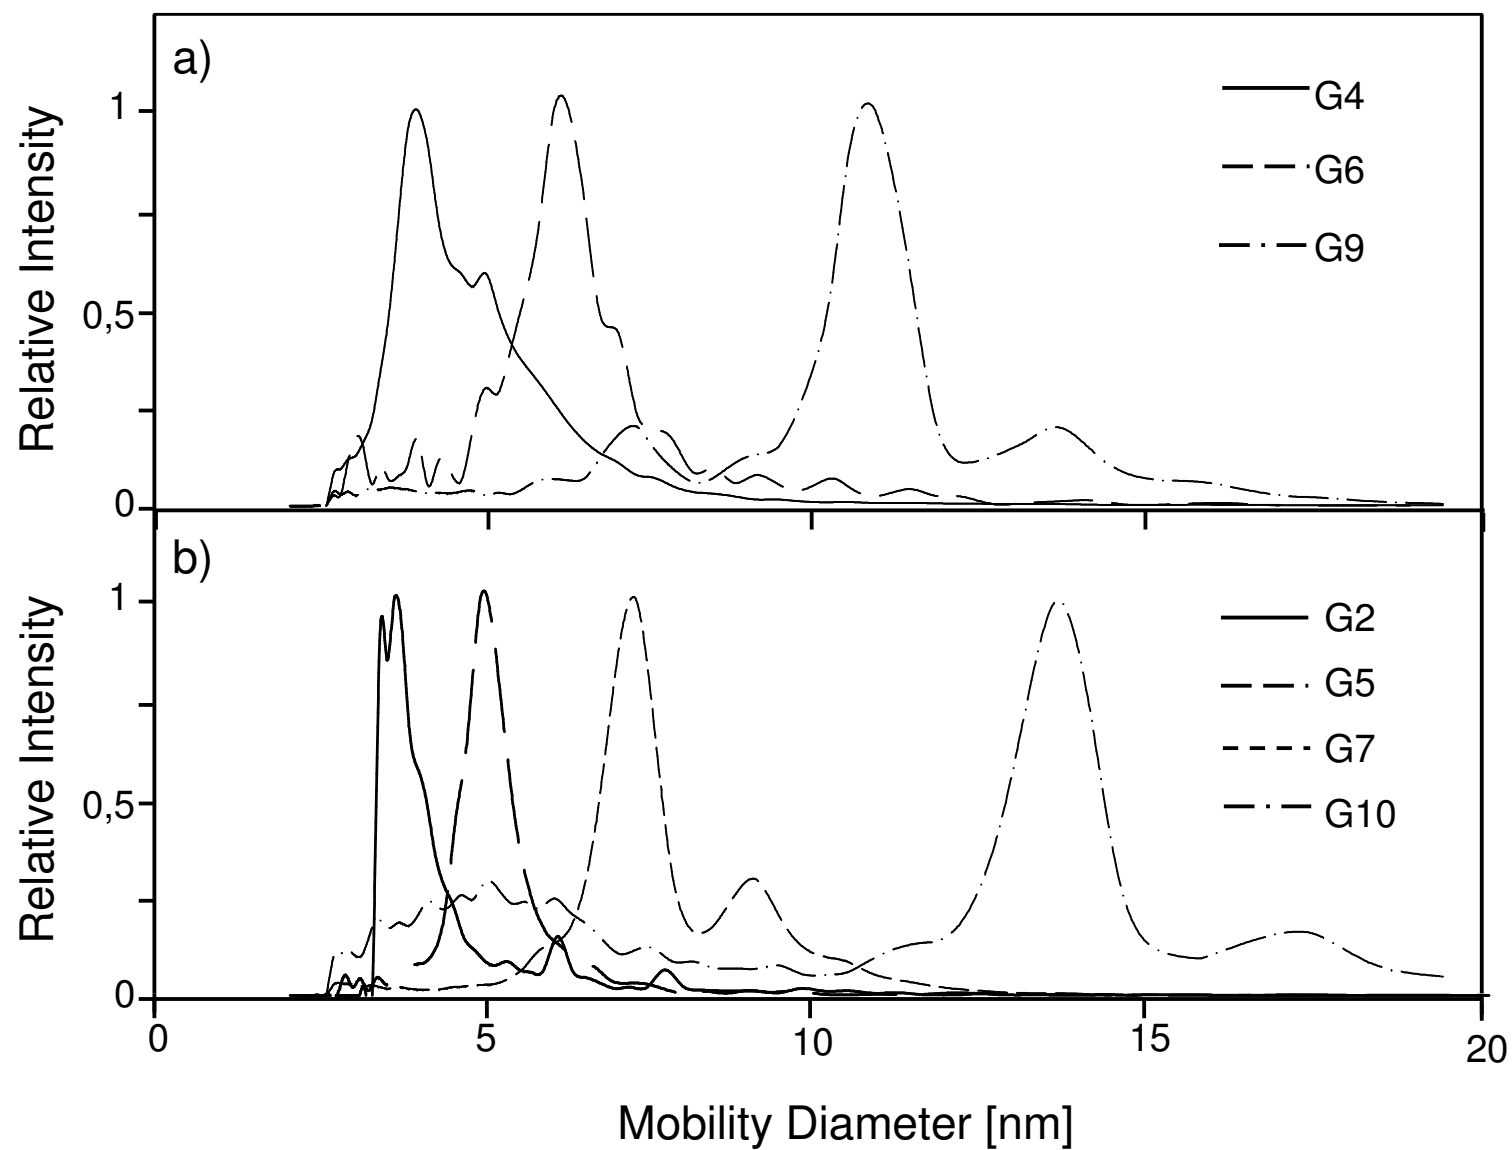 a)
Relative Intensity
1
0,5
0
G4
G6
G9
b)
Relative Intensity
1
0,5
0
G2
G5
G7
G10
0 5 10 15 20
Mobility Diameter [nm]